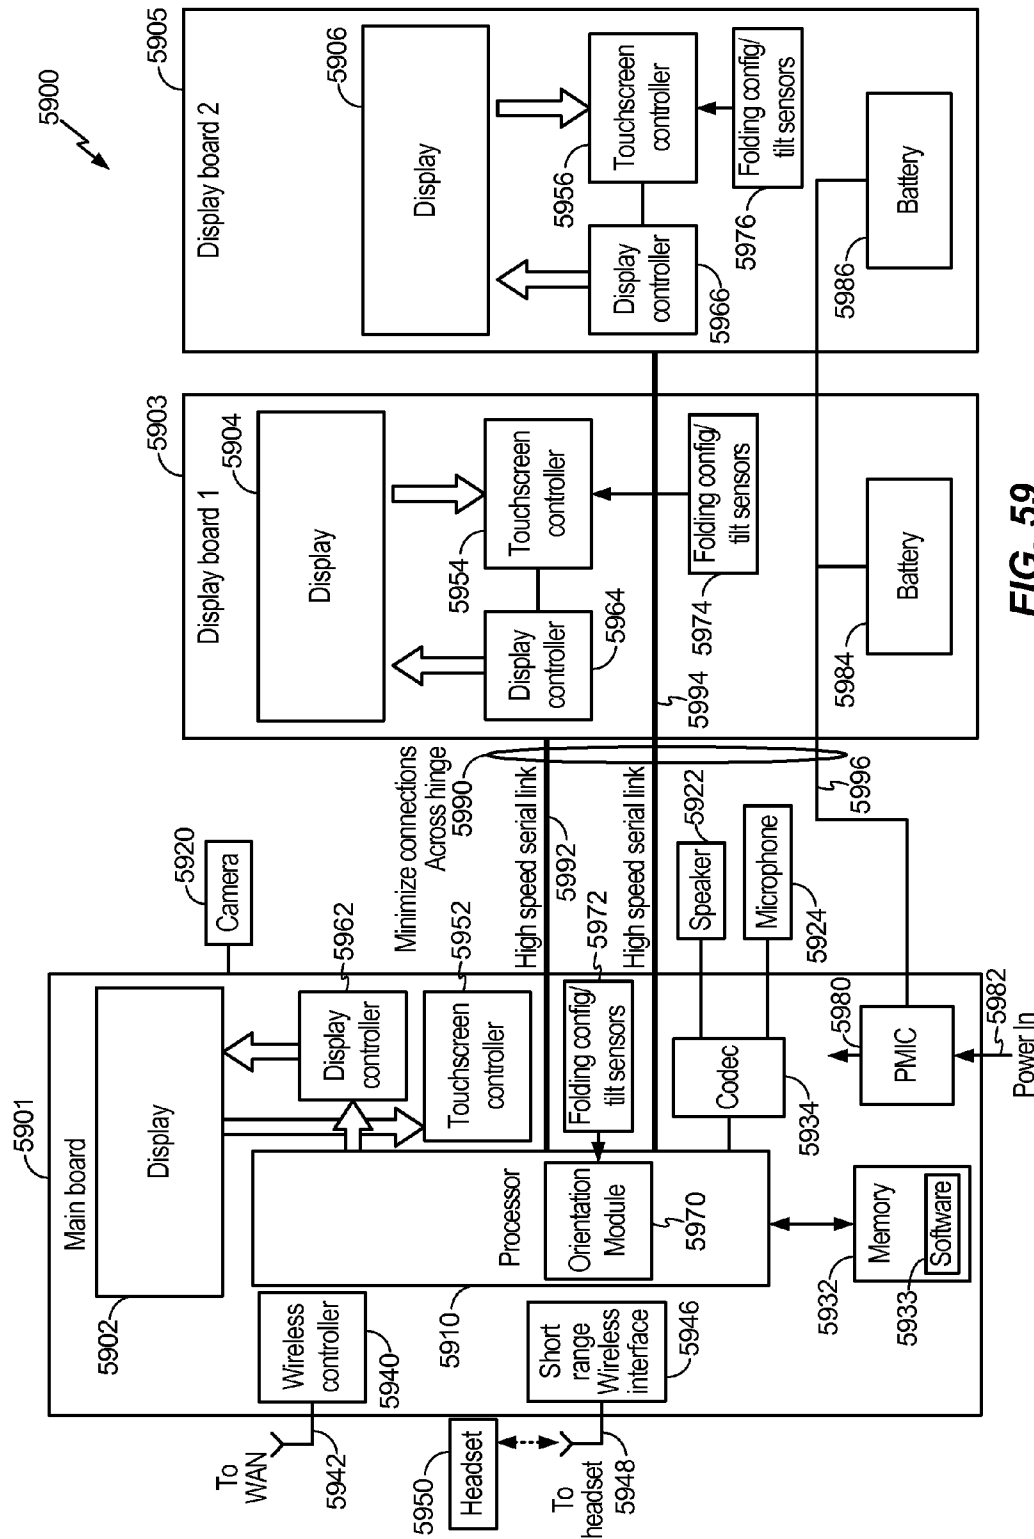 5900
5901
Main board
Display
5902
Camera
5920
Display
controller
5962
Touchscreen
controller
5952
Processor
5910
Orientation
Module
5970
Folding config/
tilt sensors
5972
Wireless
controller
5940
To
WAN
5942
Short
range
Wireless
interface
5946
Headset
5950
To
headset
5948
Memory
5932
Software
5933
Codec
5934
Speaker
5922
Microphone
5924
PMIC
5980
5982
Power In
Minimize connections
Across hinge
5990
High speed serial link
5992
High speed serial link
5994
5996
5903
Display board 1
5904
Display
Touchscreen
controller
5954
Display
controller
5964
Folding config/
tilt sensors
5974
Battery
5984
5905
Display board 2
5906
Display
Touchscreen
controller
5956
Display
controller
5966
Folding config/
tilt sensors
5976
Battery
5986
FIG. 59